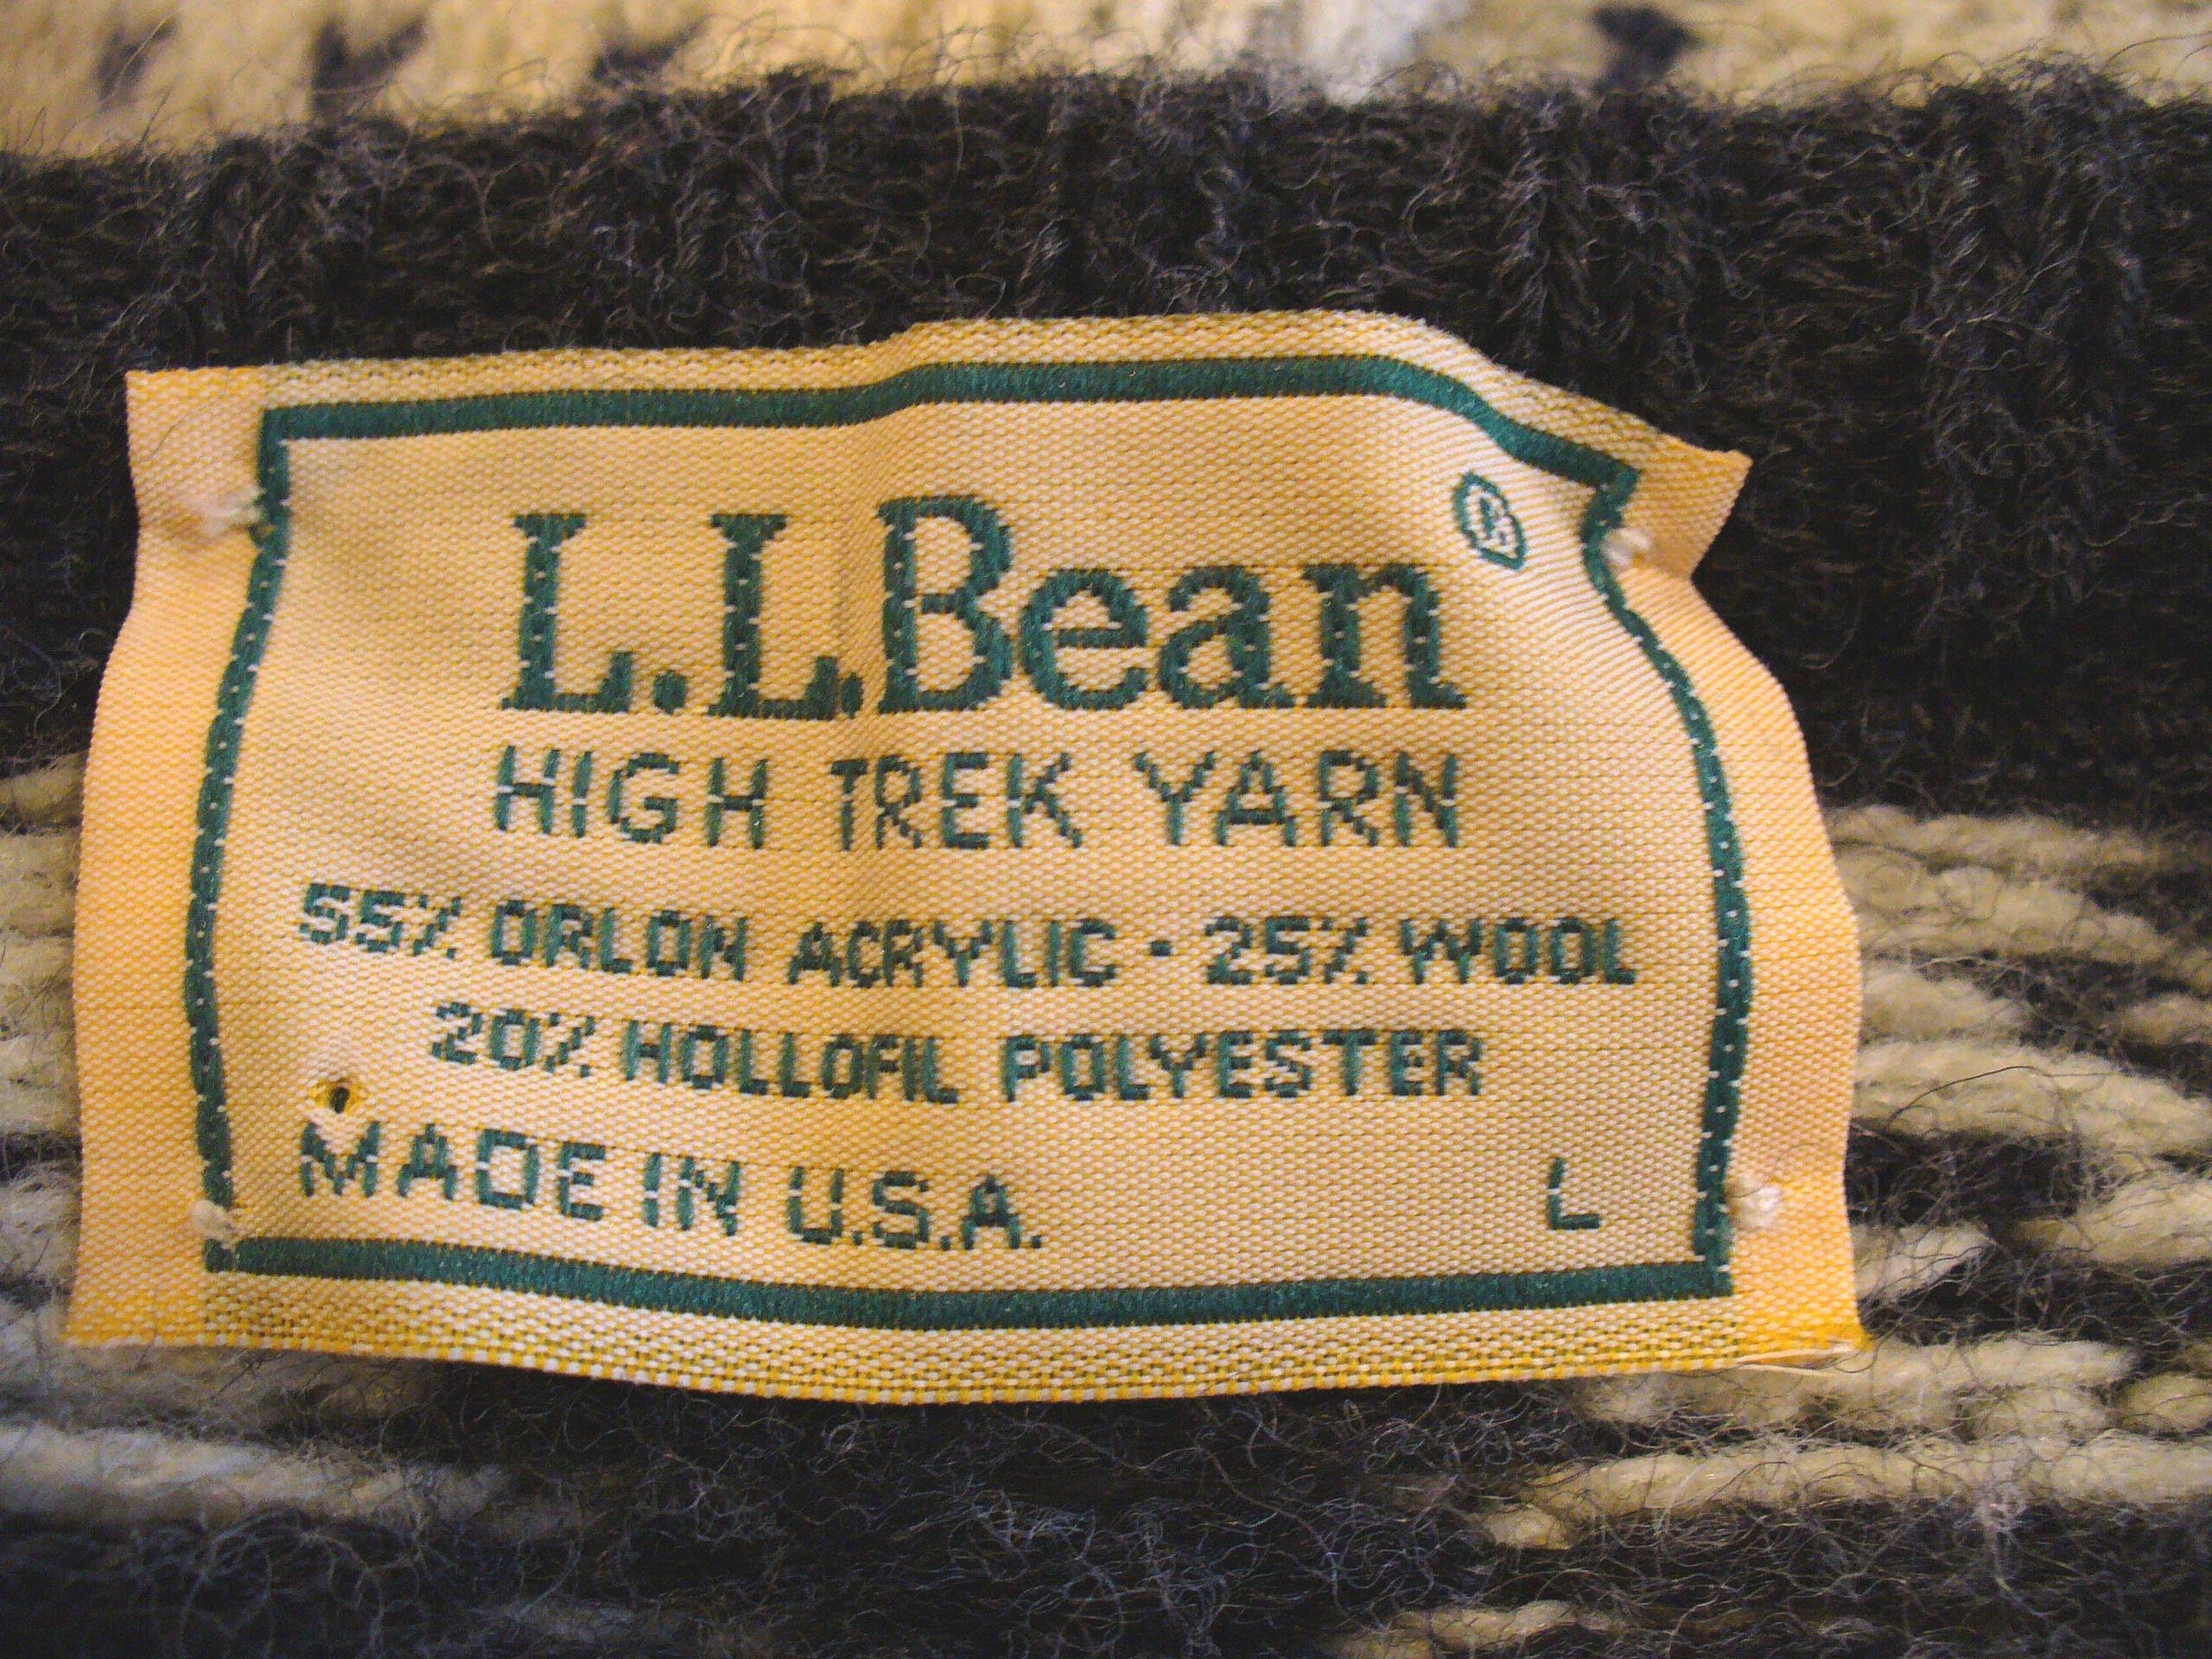 L.L.Bean®
HIGH TREK YARN
55% ORLON ACRYLIC · 25% WOOL
20% HOLLOFIL POLYESTER
MADE IN U.S.A. L